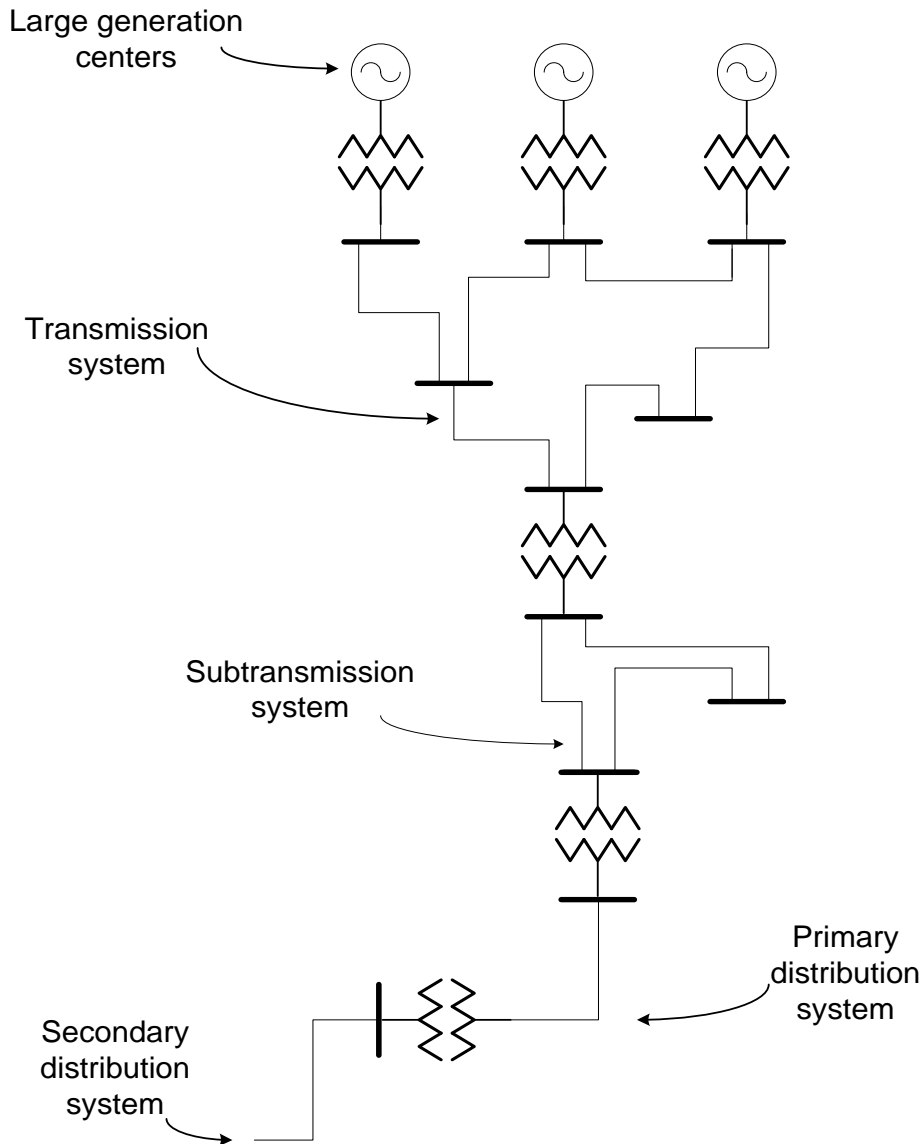 Large generation
centers
Transmission
system
Subtransmission
system
Primary
distribution
system
Secondary
distribution
system